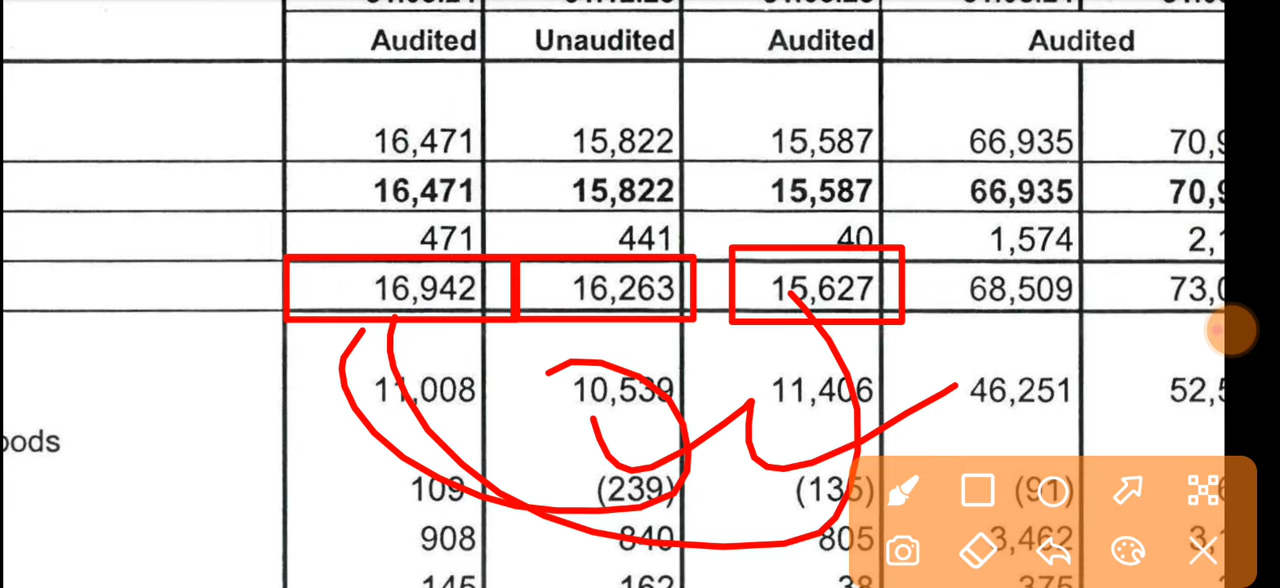 Audited Unaudited Audited Audited
16,471 15,822 15,587 66,935
16,471 15,822 15,587 66,935
471 441 40 1,574
16,942 16,263 15,627 68,509
11,008 10,539 11,406 46,251
oods
109 (239) (135) (91)
908 840 805 3,462